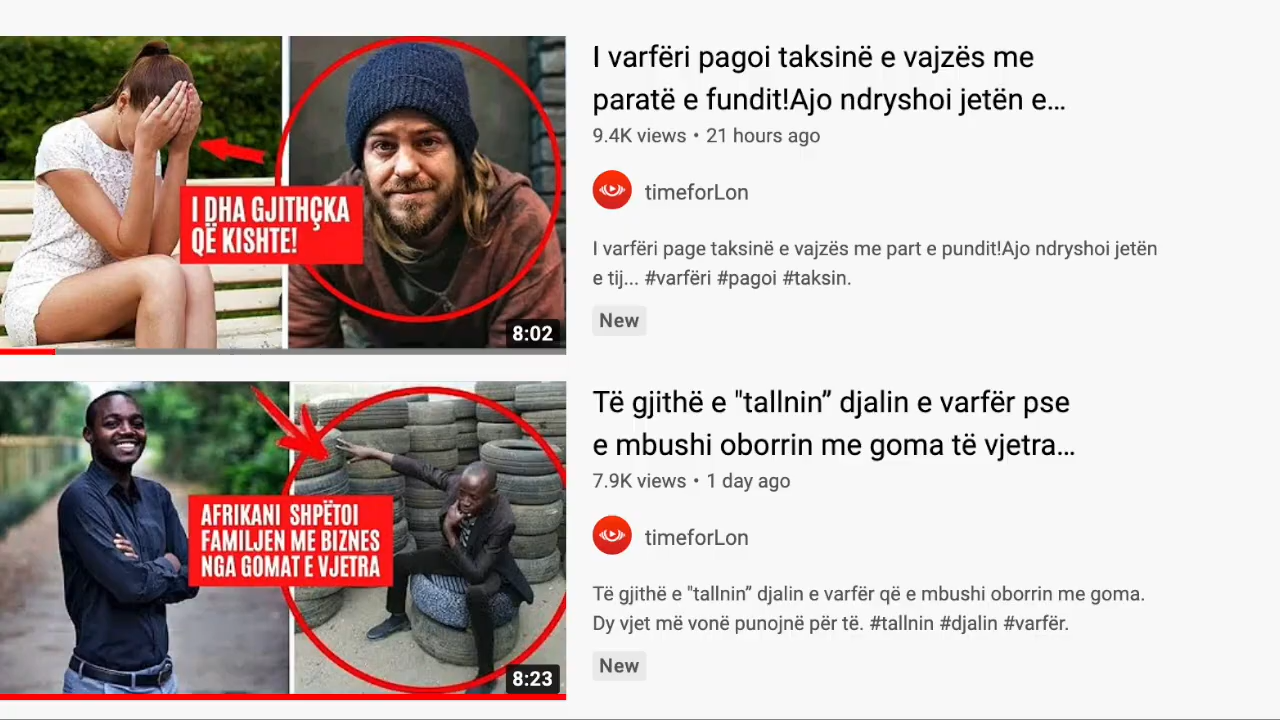 I DHA GJITHÇKA
QË KISHTE!
8:02
I varfëri pagoi taksinë e vajzës me
paratë e fundit!Ajo ndryshoi jetën e...
9.4K views • 21 hours ago
timeforLon
I varfëri page taksinë e vajzës me part e pundit!Ajo ndryshoi jetën
e tij... #varfëri #pagoi #taksin.
New
AFRIKANI SHPËTOI
FAMILJEN ME BIZNES
NGA GOMAT E VJETRA
8:23
Të gjithë e "tallnin” djalin e varfër pse
e mbushi oborrin me goma të vjetra...
7.9K views • 1 day ago
timeforLon
Të gjithë e "tallnin” djalin e varfër që e mbushi oborrin me goma.
Dy vjet më vonë punojnë për të. #tallnin #djalin #varfër.
New